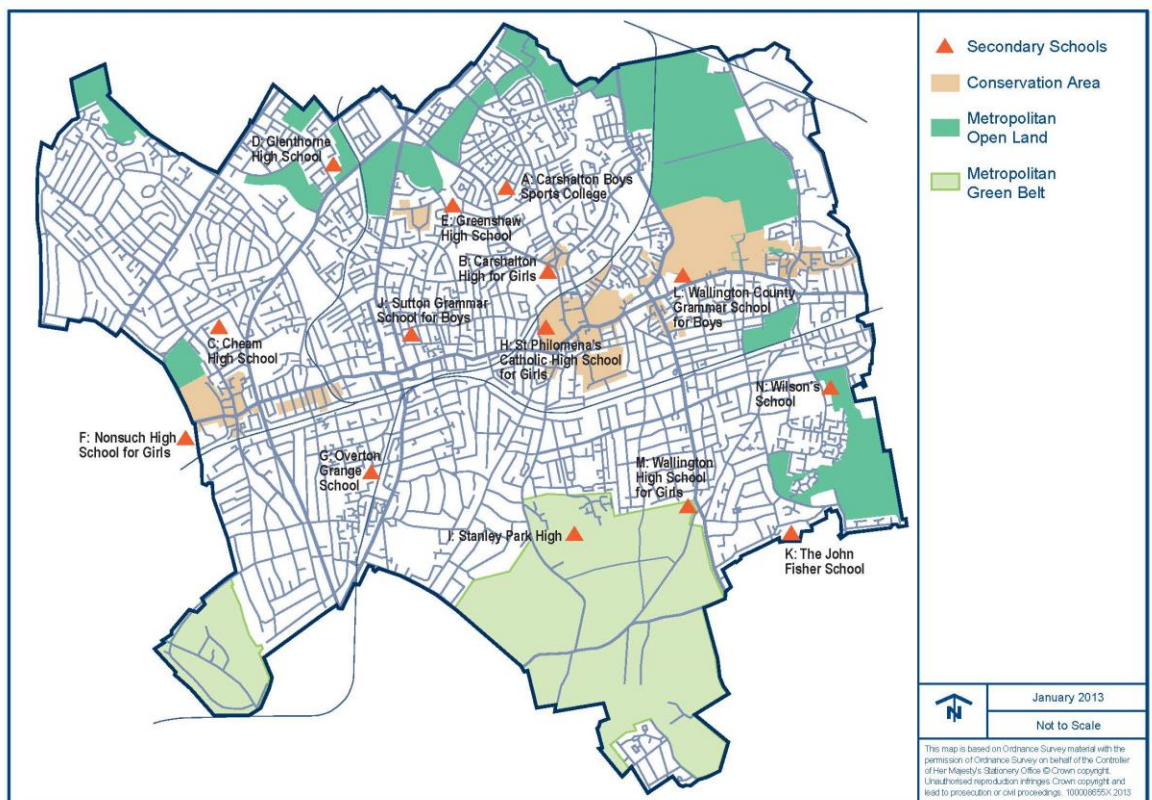 D: Glenthorne
High School
A: Carshalton Boys
Sports College
E: Greenshaw
High School
B: Carshalton
High for Girls
J: Sutton Grammar
School for Boys
L: Wallington County
Grammar School
for Boys
C: Cheam
High School
H: St Philomena's
Catholic High School
for Girls
N: Wilson's
School
F: Nonsuch High
School for Girls
G: Overton
Grange
School
M: Wallington
High School
for Girls
I: Stanley Park High
K: The John
Fisher School
Secondary Schools
Conservation Area
Metropolitan
Open Land
Metropolitan
Green Belt
N
January 2013
Not to Scale
This map is based on Ordnance Survey material with the
permission of Ordnance Survey on behalf of the Controller
of Her Majesty's Stationery Office © Crown copyright.
Unauthorised reproduction infringes Crown copyright and
lead to prosecution or civil proceedings. 100008655X 2013